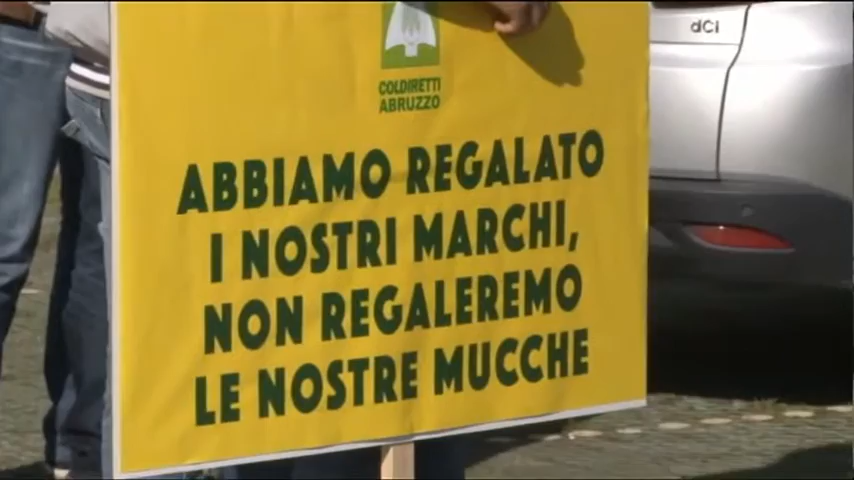 dCi
COLDIRETTI
ABRUZZO
ABBIAMO REGALATO
I NOSTRI MARCHI,
NON REGALEREMO
LE NOSTRE MUCCHE